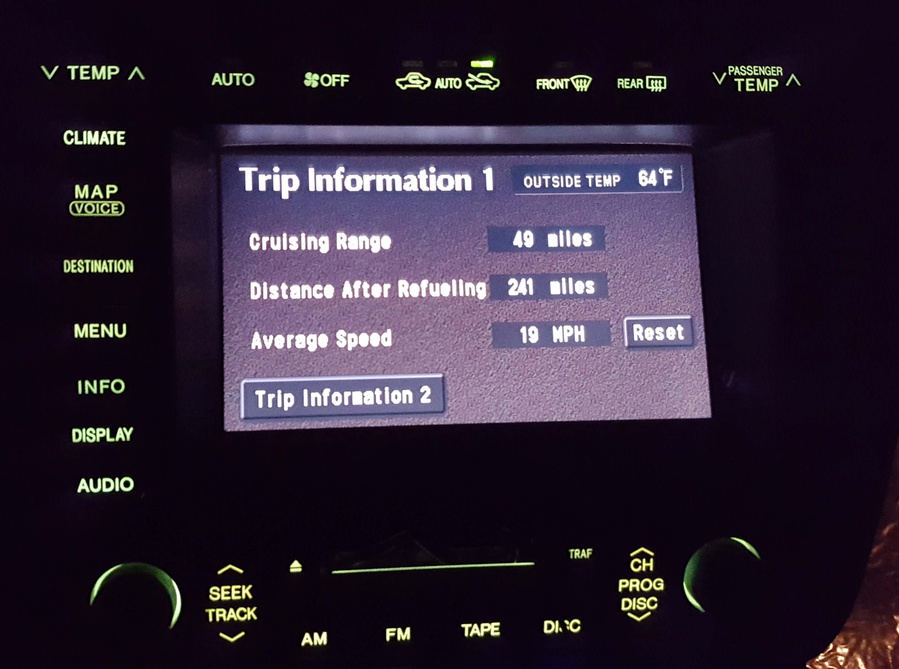 TEMP
AUTO
OFF
AUTO
FRONT
REAR
PASSENGER
TEMP
CLIMATE
MAP
VOICE
DESTINATION
MENU
INFO
DISPLAY
AUDIO
Trip Information 1
OUTSIDE TEMP 64°F
Cruising Range 49 miles
Distance After Refueling 241 miles
Average Speed 19 MPH Reset
Trip Information 2
TRAF
SEEK
TRACK
CH
PROG
DISC
AM FM TAPE DISC